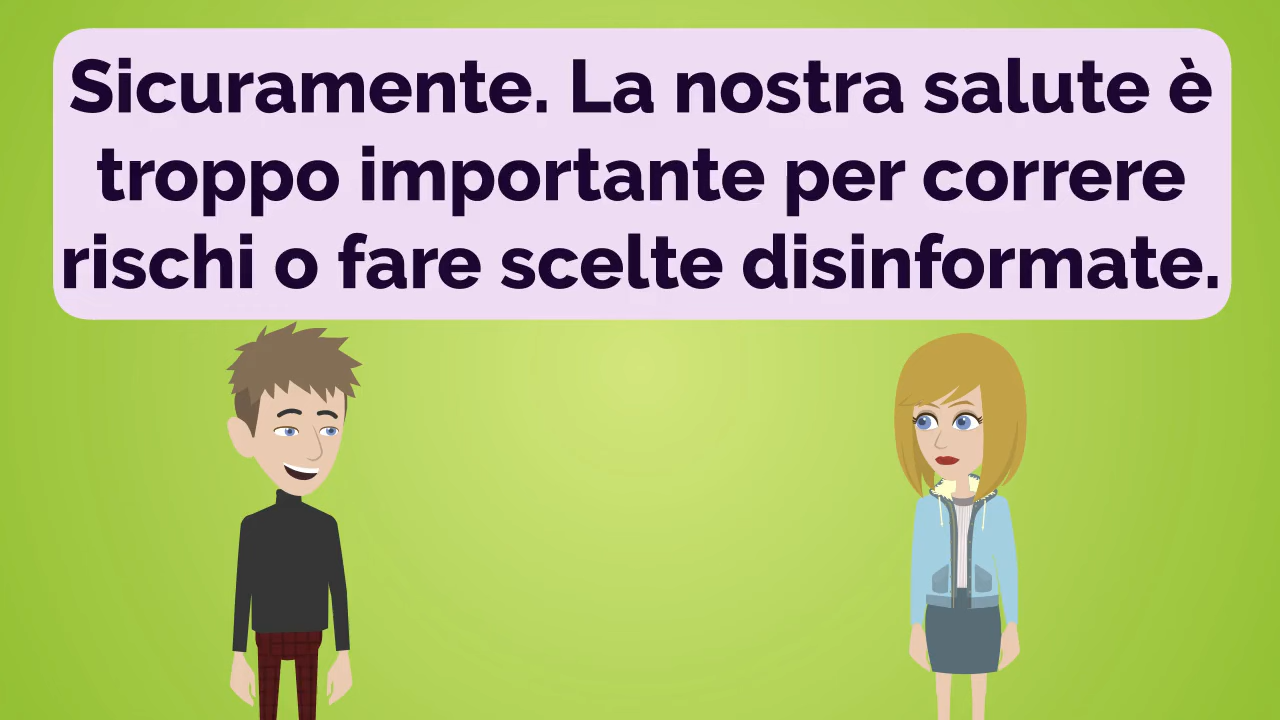 Sicuramente. La nostra salute è
troppo importante per correre
rischi o fare scelte disinformate.